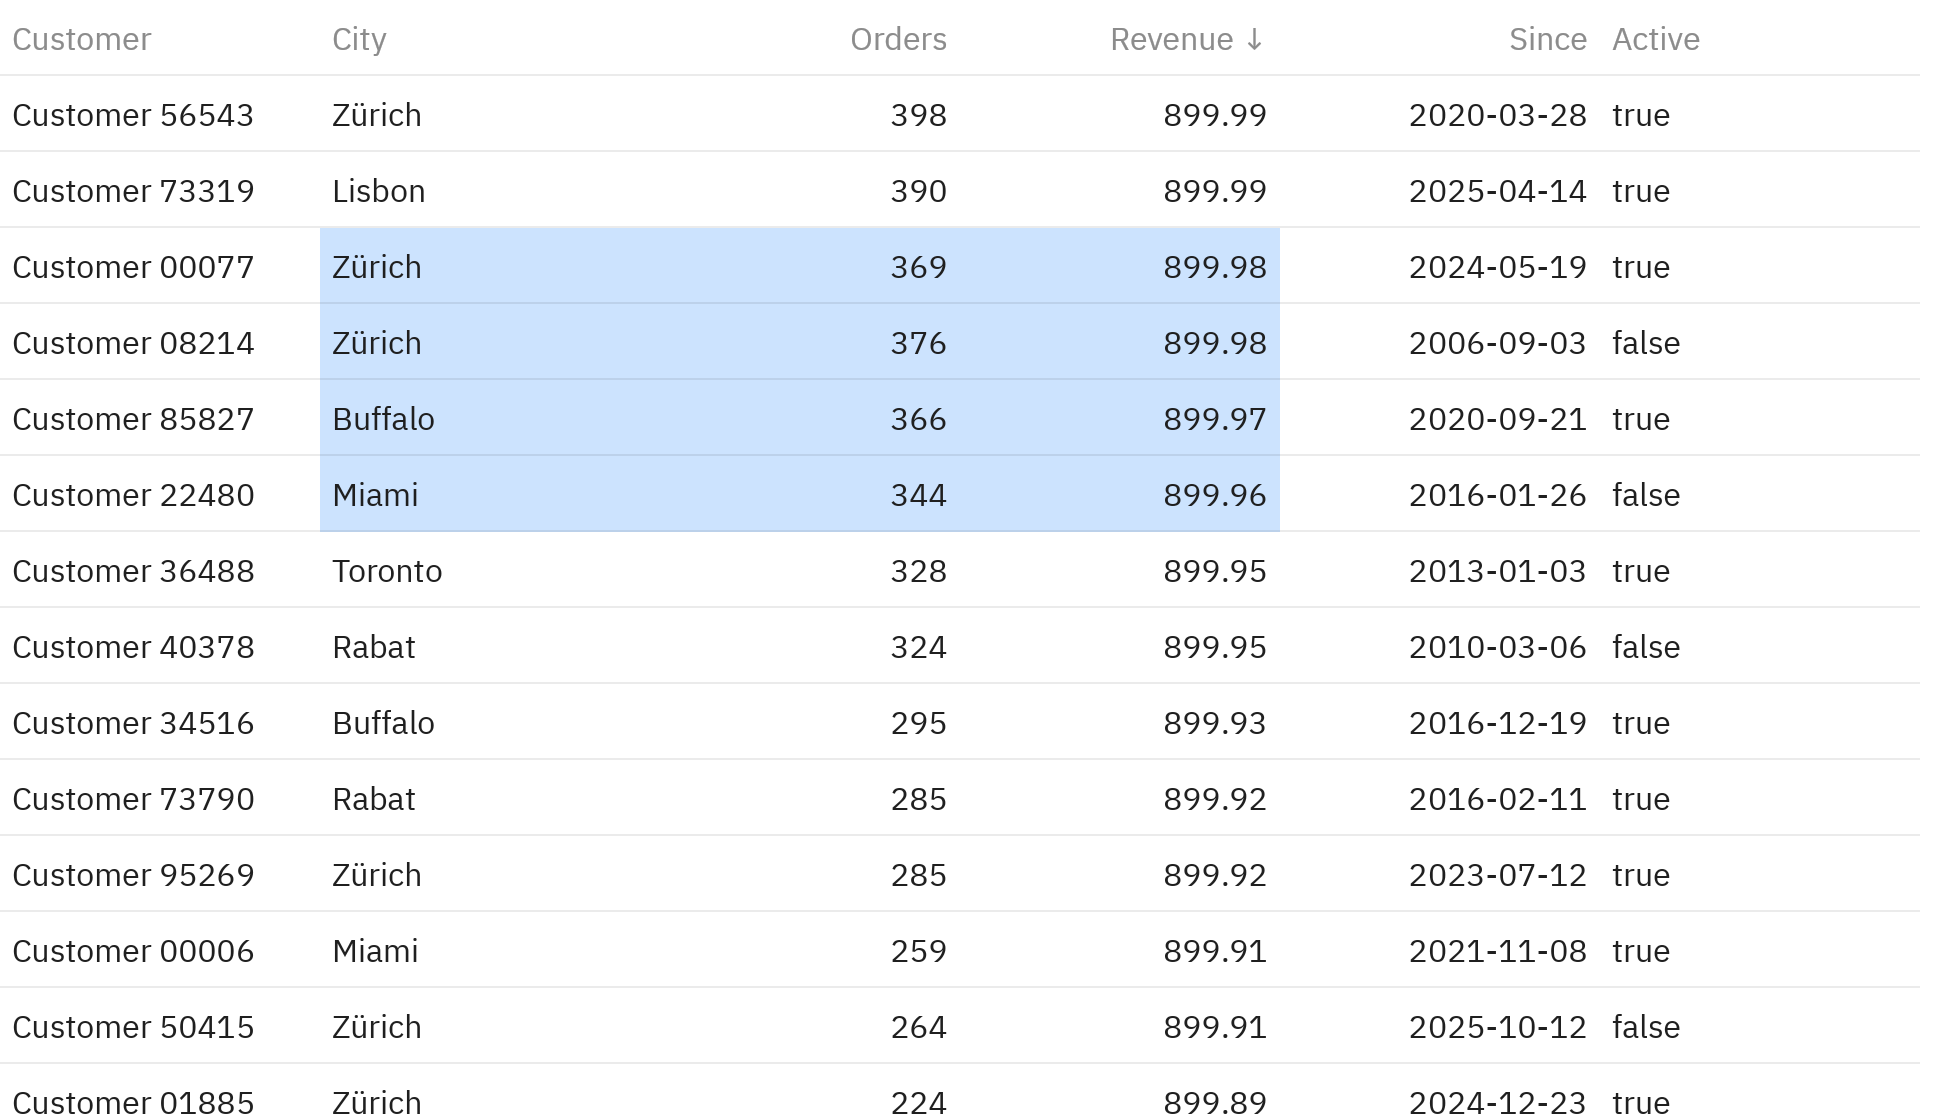 Customer City Orders Revenue ↓ Since Active
Customer 56543 Zürich 398 899.99 2020-03-28 true
Customer 73319 Lisbon 390 899.99 2025-04-14 true
Customer 00077 Zürich 369 899.98 2024-05-19 true
Customer 08214 Zürich 376 899.98 2006-09-03 false
Customer 85827 Buffalo 366 899.97 2020-09-21 true
Customer 22480 Miami 344 899.96 2016-01-26 false
Customer 36488 Toronto 328 899.95 2013-01-03 true
Customer 40378 Rabat 324 899.95 2010-03-06 false
Customer 34516 Buffalo 295 899.93 2016-12-19 true
Customer 73790 Rabat 285 899.92 2016-02-11 true
Customer 95269 Zürich 285 899.92 2023-07-12 true
Customer 00006 Miami 259 899.91 2021-11-08 true
Customer 50415 Zürich 264 899.91 2025-10-12 false
Customer 01885 Zürich 224 899.89 2024-12-23 true